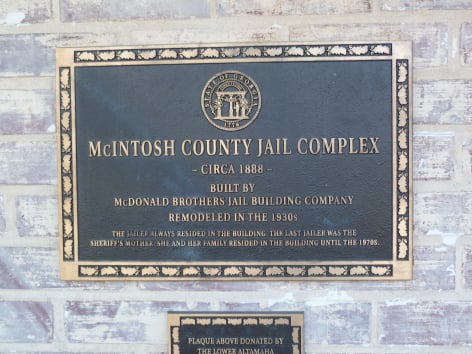 STATE OF GEORGIA
1776
McINTOSH COUNTY JAIL COMPLEX
- CIRCA 1888 -
BUILT BY
McDONALD BROTHERS JAIL BUILDING COMPANY
REMODELED IN THE 1930s
THE JAILER ALWAYS RESIDED IN THE BUILDING. THE LAST JAILER WAS THE
SHERIFF'S MOTHER. SHE AND HER FAMILY RESIDED IN THE BUILDING UNTIL THE 1970S.
PLAQUE ABOVE DONATED BY
THE LOWER ALTAMAHA